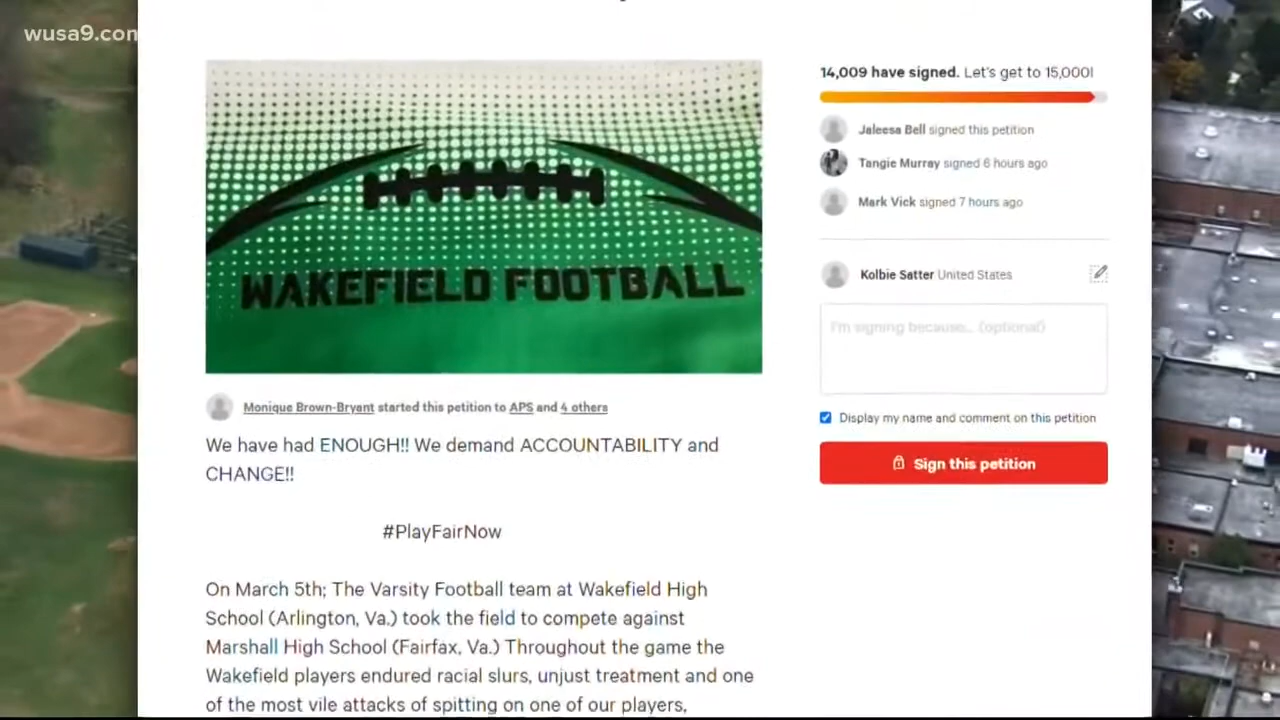 wusa9.com
14,009 have signed. Let's get to 15,000!
Jaleesa Bell signed this petition
Tangie Murray signed 6 hours ago
Mark Vick signed 7 hours ago
Kolbie Satter United States
I'm signing because... (optional)
Display my name and comment on this petition
Sign this petition
WAKEFIELD FOOTBALL
Monique Brown-Bryant started this petition to APS and 4 others
We have had ENOUGH!! We demand ACCOUNTABILITY and
CHANGE!!
#PlayFairNow
On March 5th; The Varsity Football team at Wakefield High
School (Arlington, Va.) took the field to compete against
Marshall High School (Fairfax, Va.) Throughout the game the
Wakefield players endured racial slurs, unjust treatment and one
of the most vile attacks of spitting on one of our players,